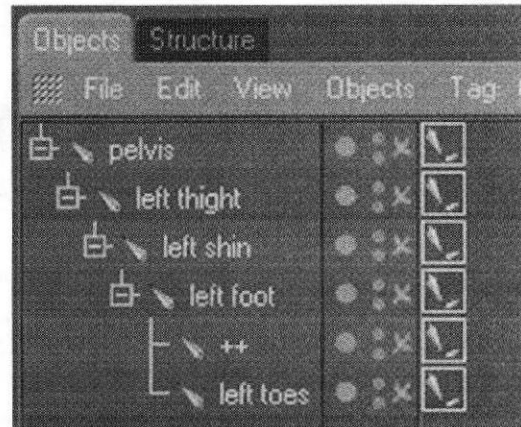 Objects Structure
File Edit View Objects Tag
pelvis
left thight
left shin
left foot
++
left toes